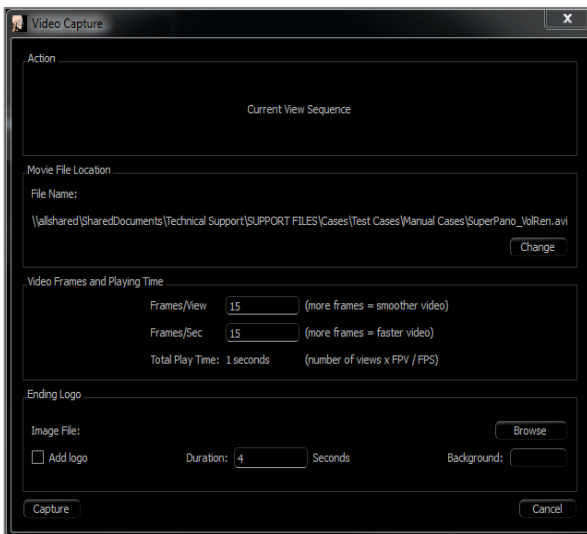 Video Capture
x
Action
Current View Sequence
Movie File Location
File Name:
\\allshared\SharedDocuments\Technical Support\SUPPORT FILES\Cases\Test Cases\Manual Cases\SuperPano_VolRen.avi
Change
Video Frames and Playing Time
Frames/View 15 (more frames = smoother video)
Frames/Sec 15 (more frames = faster video)
Total Play Time: 1 seconds (number of views x FPV / FPS)
Ending Logo
Image File: Browse
Add logo Duration: 4 Seconds Background:
Capture Cancel